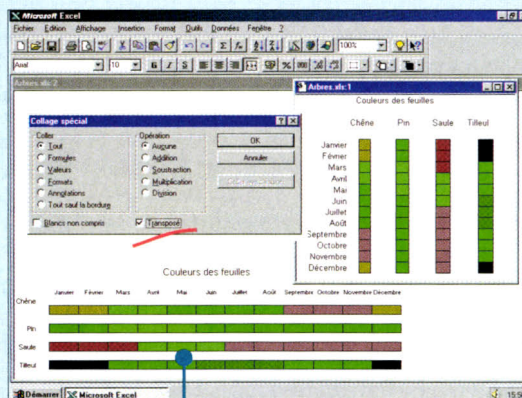 Microsoft Excel
Fichier Edition Affichage Insertion Format Outils Données Fenêtre ?
100%
Arial 10 G I S
Arbres.xls:2
Arbres.xls:1
Couleurs des feuilles
Chêne Pin Saule Tilleul
Janvier
Février
Mars
Avril
Mai
Juin
Juillet
Août
Septembre
Octobre
Novembre
Décembre
Collage spécial
Coller
Tout
Formules
Valeurs
Formats
Annotations
Tout sauf la bordure
Opération
Aucune
Addition
Soustraction
Multiplication
Division
OK
Annuler
Blancs non compris
Transposé
Couleurs des feuilles
Janvier Février Mars Avril Mai Juin Juillet Août Septembre Octobre Novembre Décembre
Chêne
Pin
Saule
Tilleul
Démarrer Microsoft Excel